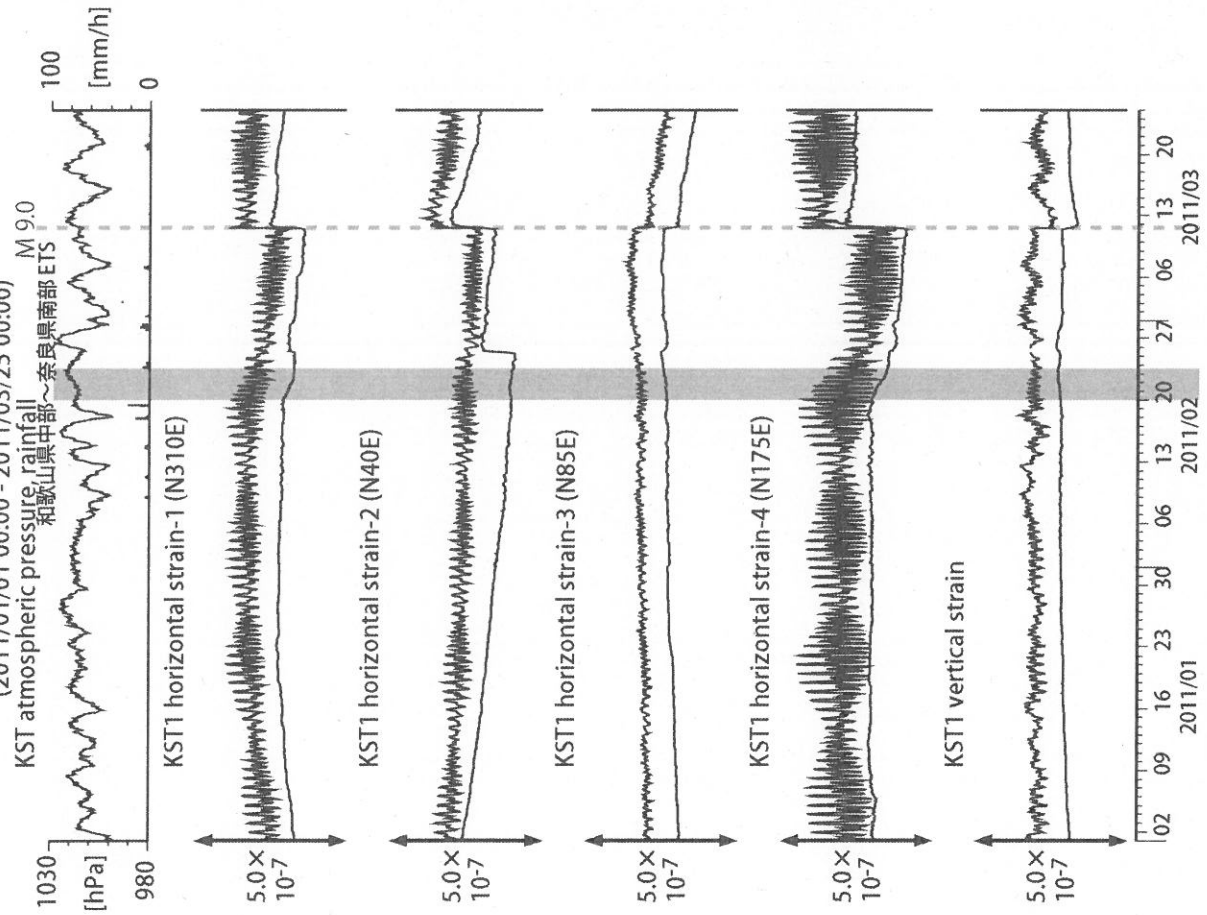 (2011/01/01 00:00 - 2011/03/25 00:00)
KST atmospheric pressure, rainfall
M 9.0
和歌山県中部〜奈良県南部 ETS
1030
[hPa]
980
100
[mm/h]
0
KST1 horizontal strain-1 (N310E)
5.0 ×
10-7
KST1 horizontal strain-2 (N40E)
5.0 ×
10-7
KST1 horizontal strain-3 (N85E)
5.0 ×
10-7
KST1 horizontal strain-4 (N175E)
5.0 ×
10-7
KST1 vertical strain
5.0 ×
10-7
02 09 16 23 30 06 13 20 27 06 13 20
2011/01 2011/02 2011/03